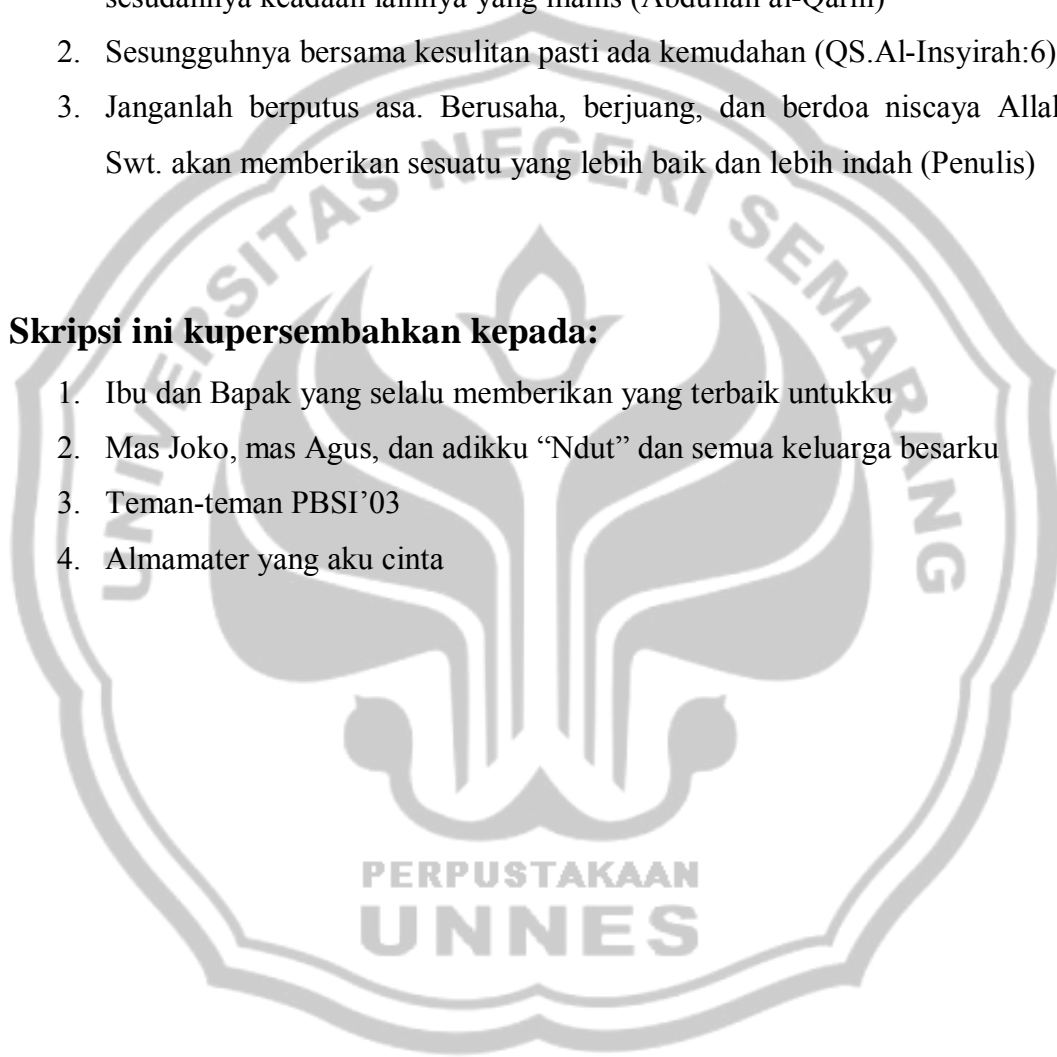 sesudahnya keadaan lainnya yang manis (Abdullah al-Qarni)
2. Sesungguhnya bersama kesulitan pasti ada kemudahan (QS.Al-Insyirah:6)
3. Janganlah berputus asa. Berusaha, berjuang, dan berdoa niscaya Allah
Swt. akan memberikan sesuatu yang lebih baik dan lebih indah (Penulis)
UNIVERSITAS NEGERI SEMARANG
Skripsi ini kupersembahkan kepada:
1. Ibu dan Bapak yang selalu memberikan yang terbaik untukku
2. Mas Joko, mas Agus, dan adikku “Ndut” dan semua keluarga besarku
3. Teman-teman PBSI’03
4. Almamater yang aku cinta
PERPUSTAKAAN
UNNES